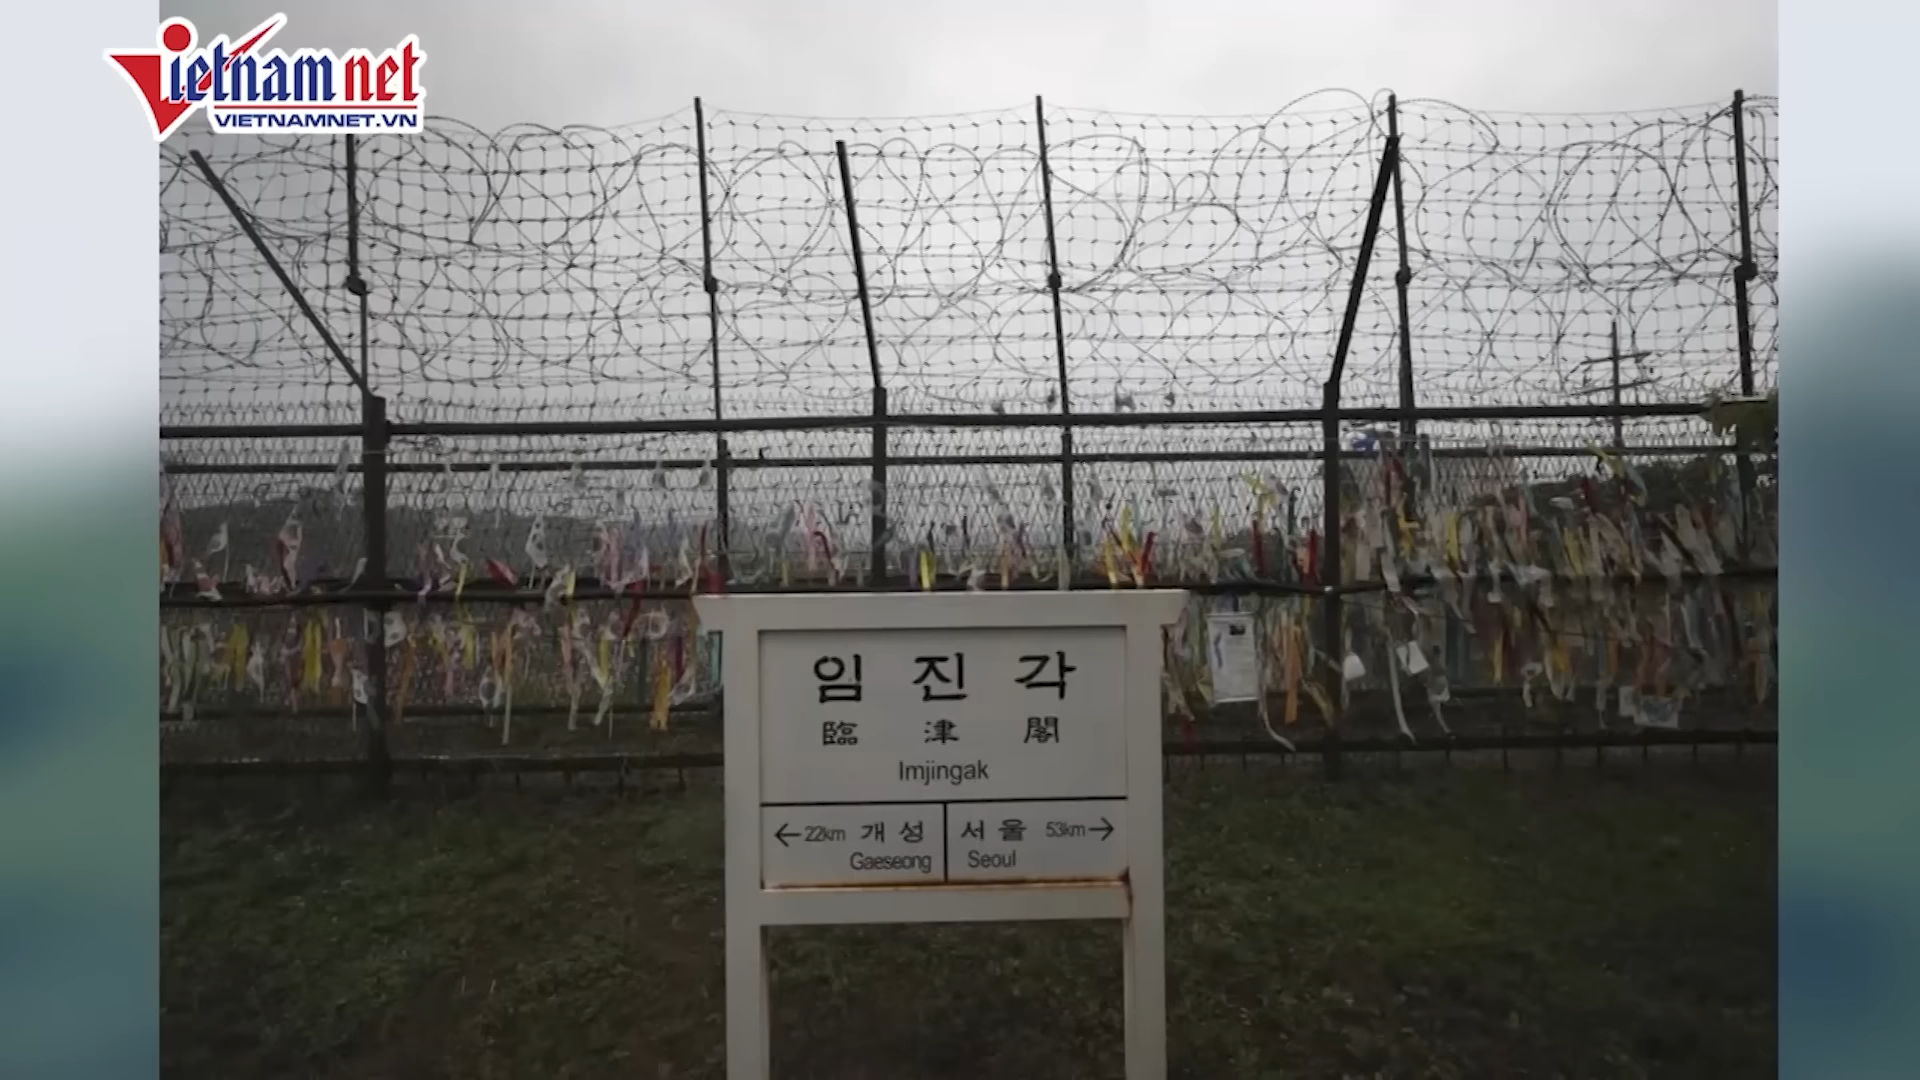 Vietnamnet
VIETNAMNET.VN
임 진 각
臨 津 閣
Imjingak
←22km 개 성
Gaeseong
서 울 53km→
Seoul